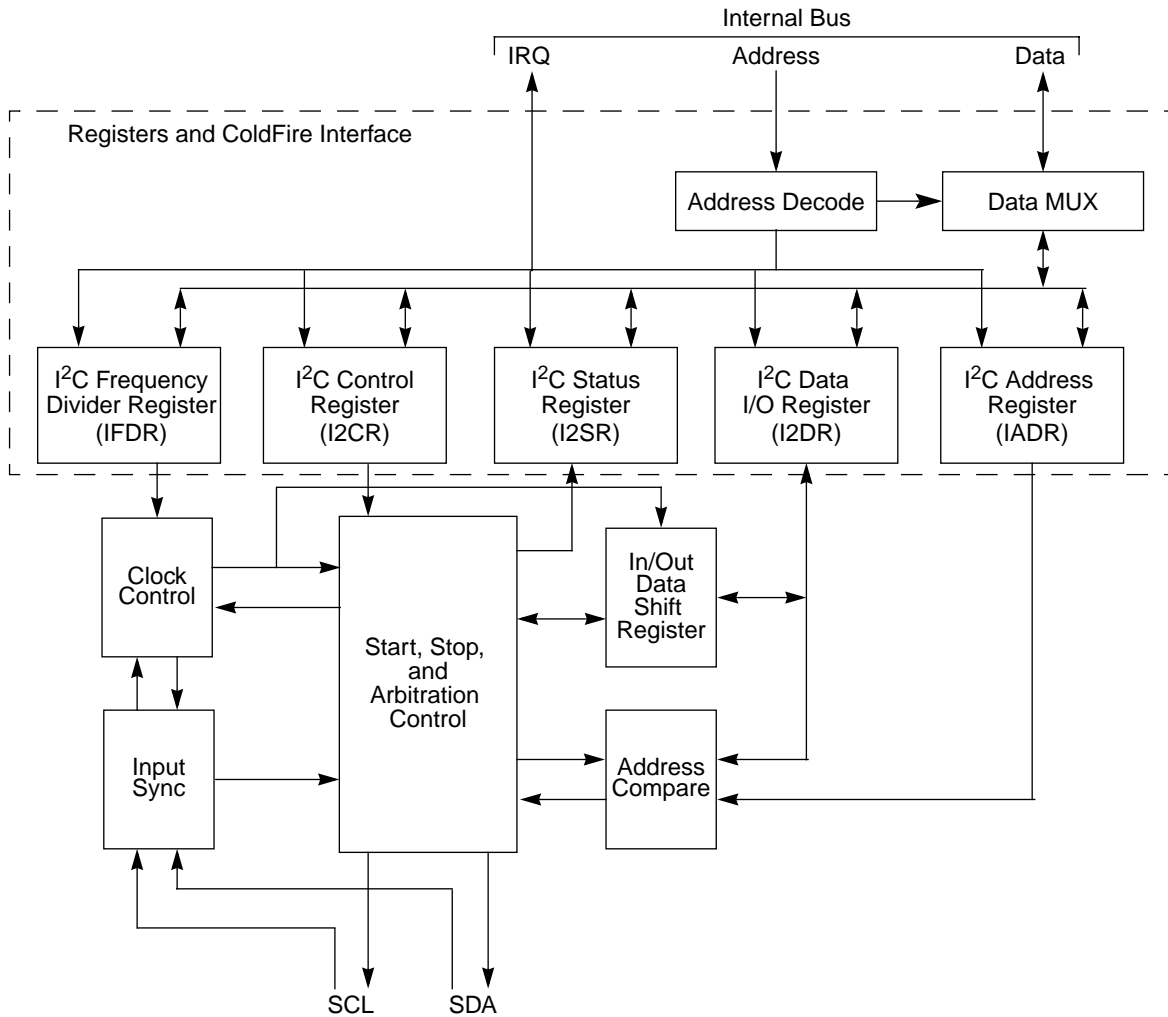 Internal Bus
IRQ Address Data
Registers and ColdFire Interface
Address Decode
Data MUX
I²C Frequency
Divider Register
(IFDR)
I²C Control
Register
(I2CR)
I²C Status
Register
(I2SR)
I²C Data
I/O Register
(I2DR)
I²C Address
Register
(IADR)
Clock
Control
Start, Stop,
and
Arbitration
Control
In/Out
Data
Shift
Register
Input
Sync
Address
Compare
SCL
SDA